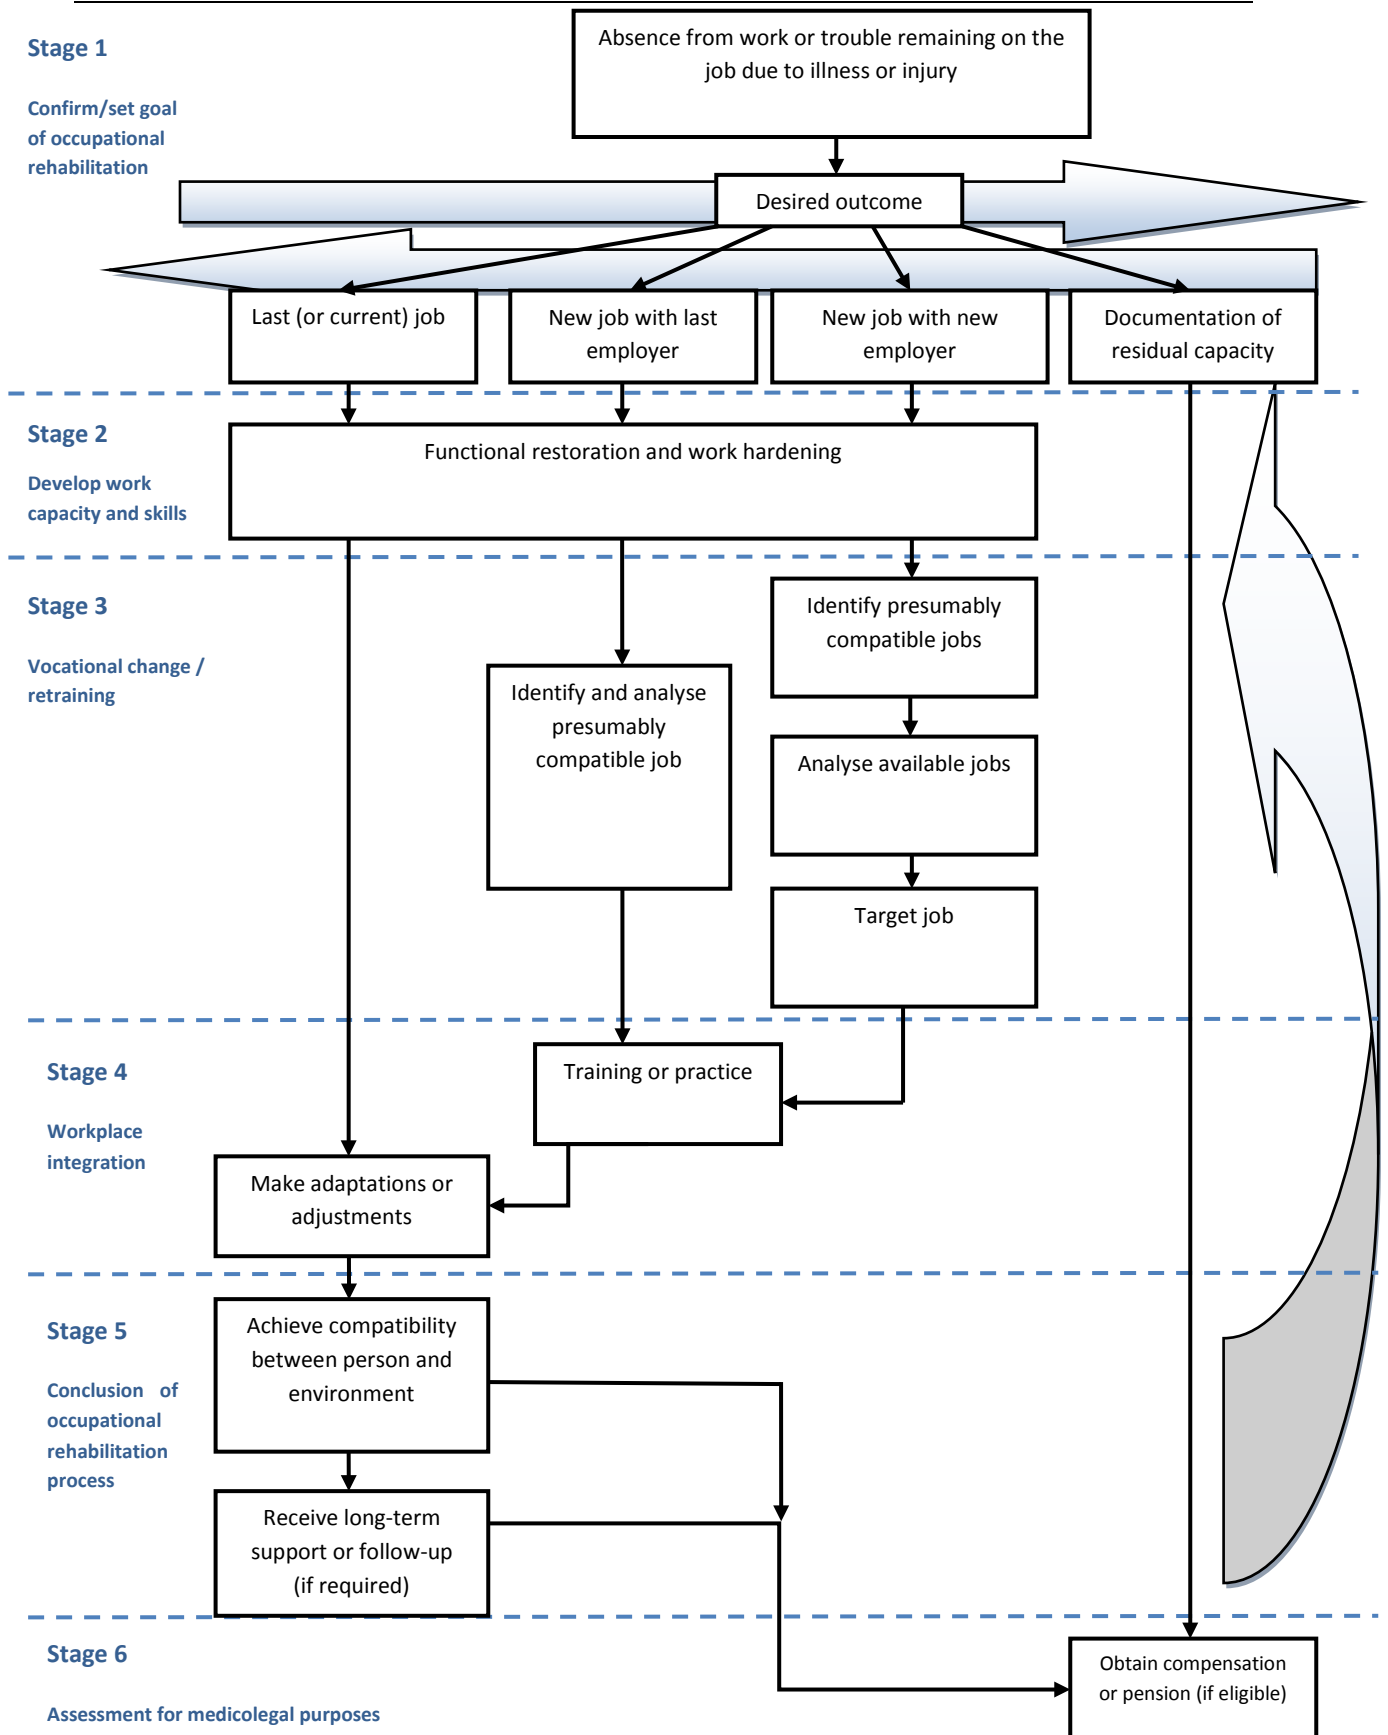 Stage 1
Confirm/set goal
of occupational
rehabilitation
Absence from work or trouble remaining on the
job due to illness or injury
Desired outcome
Last (or current) job
New job with last
employer
New job with new
employer
Documentation of
residual capacity
Stage 2
Develop work
capacity and skills
Functional restoration and work hardening
Stage 3
Vocational change /
retraining
Identify presumably
compatible jobs
Identify and analyse
presumably
compatible job
Analyse available jobs
Target job
Stage 4
Workplace
integration
Training or practice
Make adaptations or
adjustments
Stage 5
Conclusion of
occupational
rehabilitation
process
Achieve compatibility
between person and
environment
Receive long-term
support or follow-up
(if required)
Stage 6
Assessment for medicolegal purposes
Obtain compensation
or pension (if eligible)